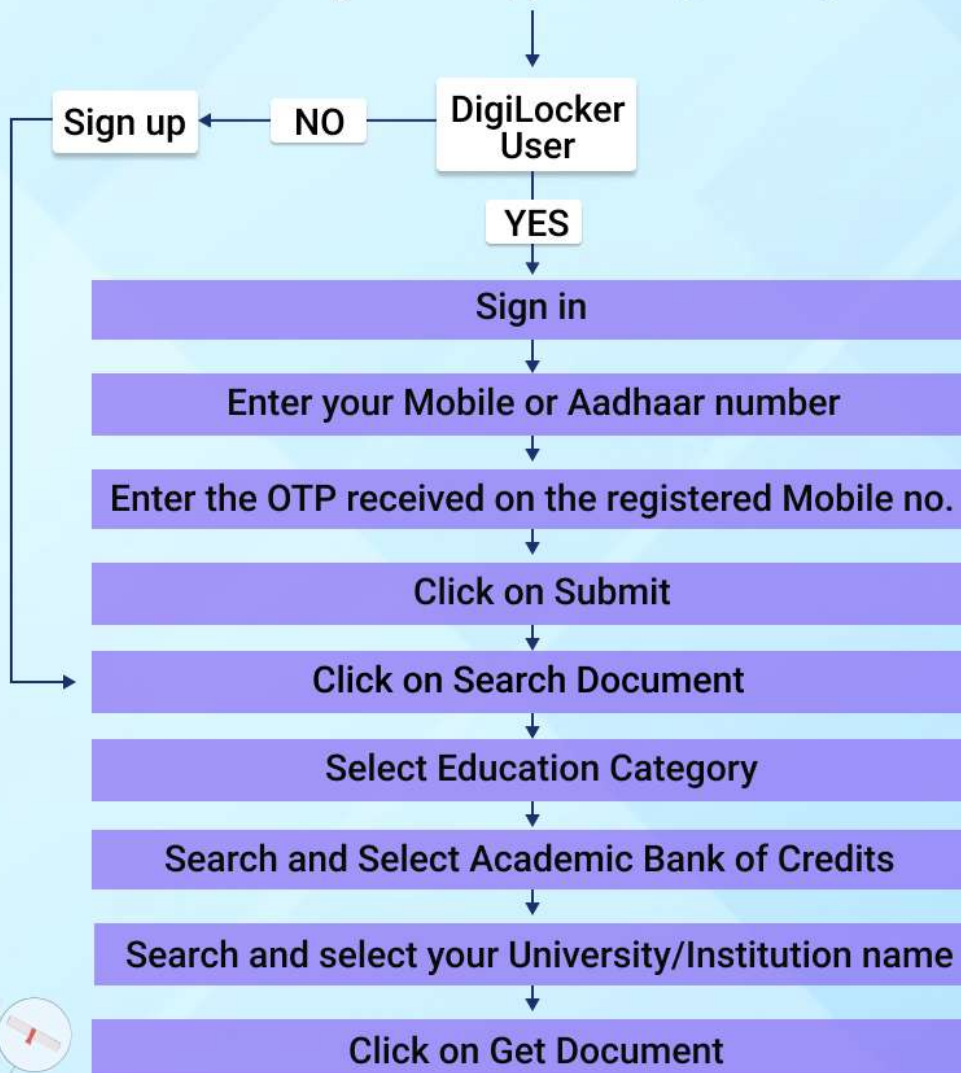 DigiLocker
User
NO
Sign up
YES
Sign in
Enter your Mobile or Aadhaar number
Enter the OTP received on the registered Mobile no.
Click on Submit
Click on Search Document
Select Education Category
Search and Select Academic Bank of Credits
Search and select your University/Institution name
Click on Get Document